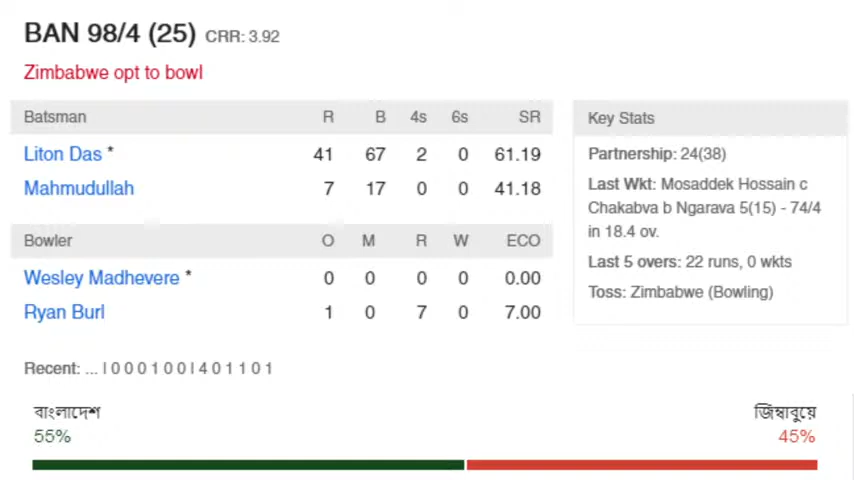 BAN 98/4 (25) CRR: 3.92
Zimbabwe opt to bowl
Batsman R B 4s 6s SR
Liton Das * 41 67 2 0 61.19
Mahmudullah 7 17 0 0 41.18
Bowler O M R W ECO
Wesley Madhevere * 0 0 0 0 0.00
Ryan Burl 1 0 7 0 7.00
Key Stats
Partnership: 24(38)
Last Wkt: Mosaddek Hossain c
Chakabva b Ngarava 5(15) - 74/4
in 18.4 ov.
Last 5 overs: 22 runs, 0 wkts
Toss: Zimbabwe (Bowling)
Recent: ... | 0 0 0 1 0 0 | 4 0 1 1 0 1
বাংলাদেশ জিম্বাবুয়ে
55% 45%